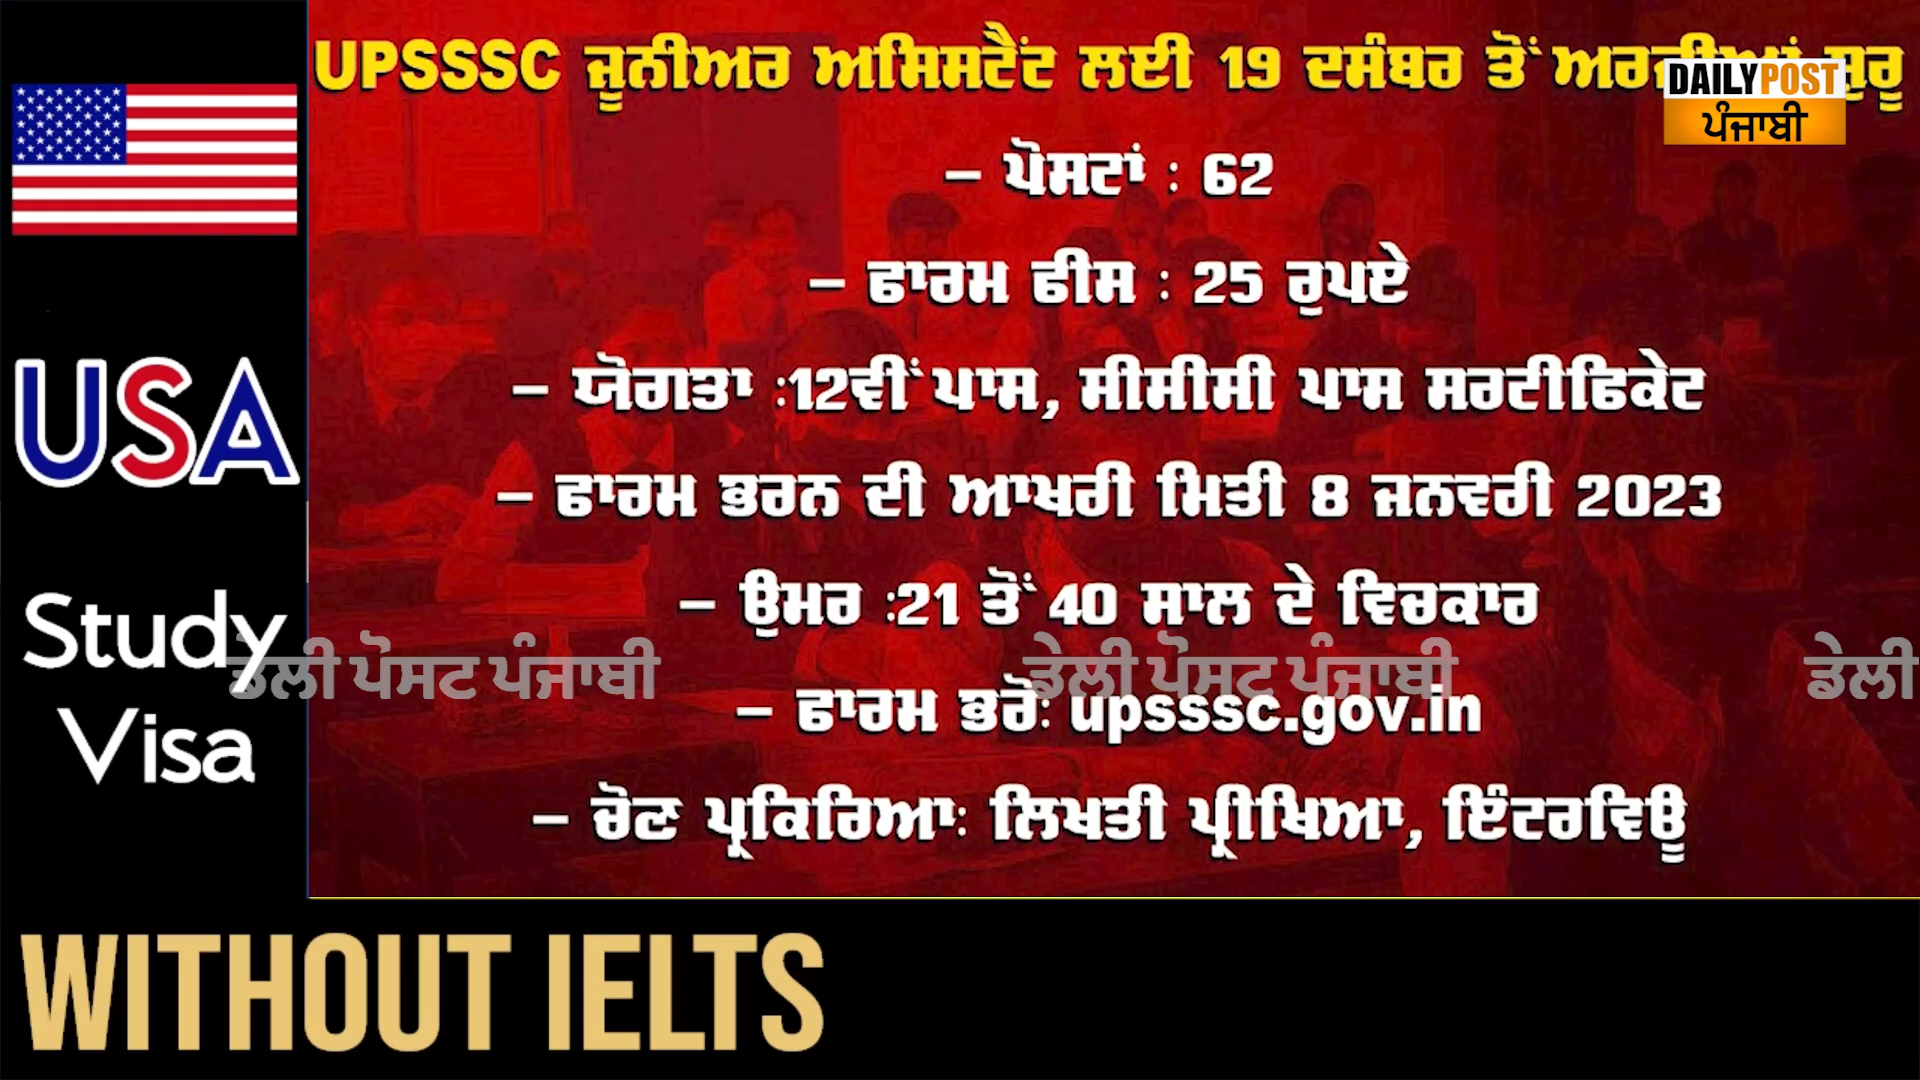 UPSSSC ਜੂਨੀਅਰ ਅਸਿਸਟੈਂਟ ਲਈ 19 ਦਸੰਬਰ ਤੋਂ ਅਰਜ਼ੀਆਂ ਸ਼ੁਰੂ
DAILYPOST
ਪੰਜਾਬੀ
– ਪੋਸਟਾਂ : 62
– ਫਾਰਮ ਫੀਸ : 25 ਰੁਪਏ
– ਯੋਗਤਾ :12ਵੀਂ ਪਾਸ, ਸੀਸੀਸੀ ਪਾਸ ਸਰਟੀਫਿਕੇਟ
– ਫਾਰਮ ਭਰਨ ਦੀ ਆਖਰੀ ਮਿਤੀ 8 ਜਨਵਰੀ 2023
– ਉਮਰ :21 ਤੋਂ 40 ਸਾਲ ਦੇ ਵਿਚਕਾਰ
– ਫਾਰਮ ਭਰੋ: upsssc.gov.in
– ਚੋਣ ਪ੍ਰਕਿਰਿਆ: ਲਿਖਤੀ ਪ੍ਰੀਖਿਆ, ਇੰਟਰਵਿਊ
USA
Study
Visa
ਡੇਲੀ ਪੋਸਟ ਪੰਜਾਬੀ
ਡੇਲੀ ਪੋਸਟ ਪੰਜਾਬੀ
ਡੇਲੀ
WITHOUT IELTS